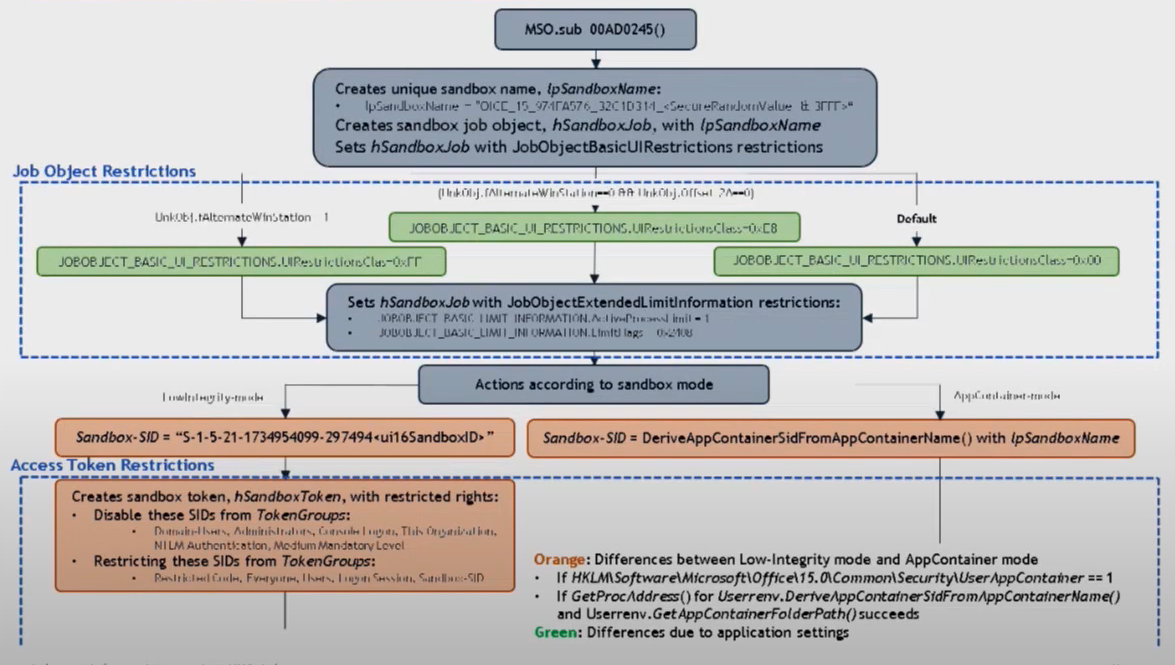 MSO.sub_00AD0245()
Creates unique sandbox name, lpSandboxName:
• lpSandboxName = "OICE_15_974FA576_32C1D314_<SecureRandomValue & 3FFF>"
Creates sandbox job object, hSandboxJob, with lpSandboxName
Sets hSandboxJob with JobObjectBasicUIRestrictions restrictions
Job Object Restrictions
(UnkObj.fAlternateWinStation==0 && UnkObj.Offset_2A==0)
UnkObj.fAlternateWinStation 1
Default
JOBOBJECT_BASIC_UI_RESTRICTIONS.UIRestrictionsClass=0xE8
JOBOBJECT_BASIC_UI_RESTRICTIONS.UIRestrictionsClas=0xFF
JOBOBJECT_BASIC_UI_RESTRICTIONS.UIRestrictionsClass=0x00
Sets hSandboxJob with JobObjectExtendedLimitInformation restrictions:
• JOBOBJECT_BASIC_LIMIT_INFORMATION.ActiveProcessLimit = 1
• JOBOBJECT_BASIC_LIMIT_INFORMATION.LimitFlags 0x2408
Actions according to sandbox mode
LowIntegrity-mode
AppContainer-mode
Sandbox-SID = “S-1-5-21-1734954099-297494<ui16SandboxID>”
Sandbox-SID = DeriveAppContainerSidFromAppContainerName() with lpSandboxName
Access Token Restrictions
Creates sandbox token, hSandboxToken, with restricted rights:
• Disable these SIDs from TokenGroups:
• Domain-Users, Administrators, Console Logon, This Organization,
NTLM Authentication, Medium Mandatory Level
• Restricting these SIDs from TokenGroups:
• Restricted Code, Everyone, Users, Logon Session, Sandbox-SID
Orange: Differences between Low-Integrity mode and AppContainer mode
• If HKLM\Software\Microsoft\Office\15.0\Common\Security\UserAppContainer == 1
• If GetProcAddress() for Userrenv.DeriveAppContainerSidFromAppContainerName()
and Userrenv.GetAppContainerFolderPath() succeeds
Green: Differences due to application settings